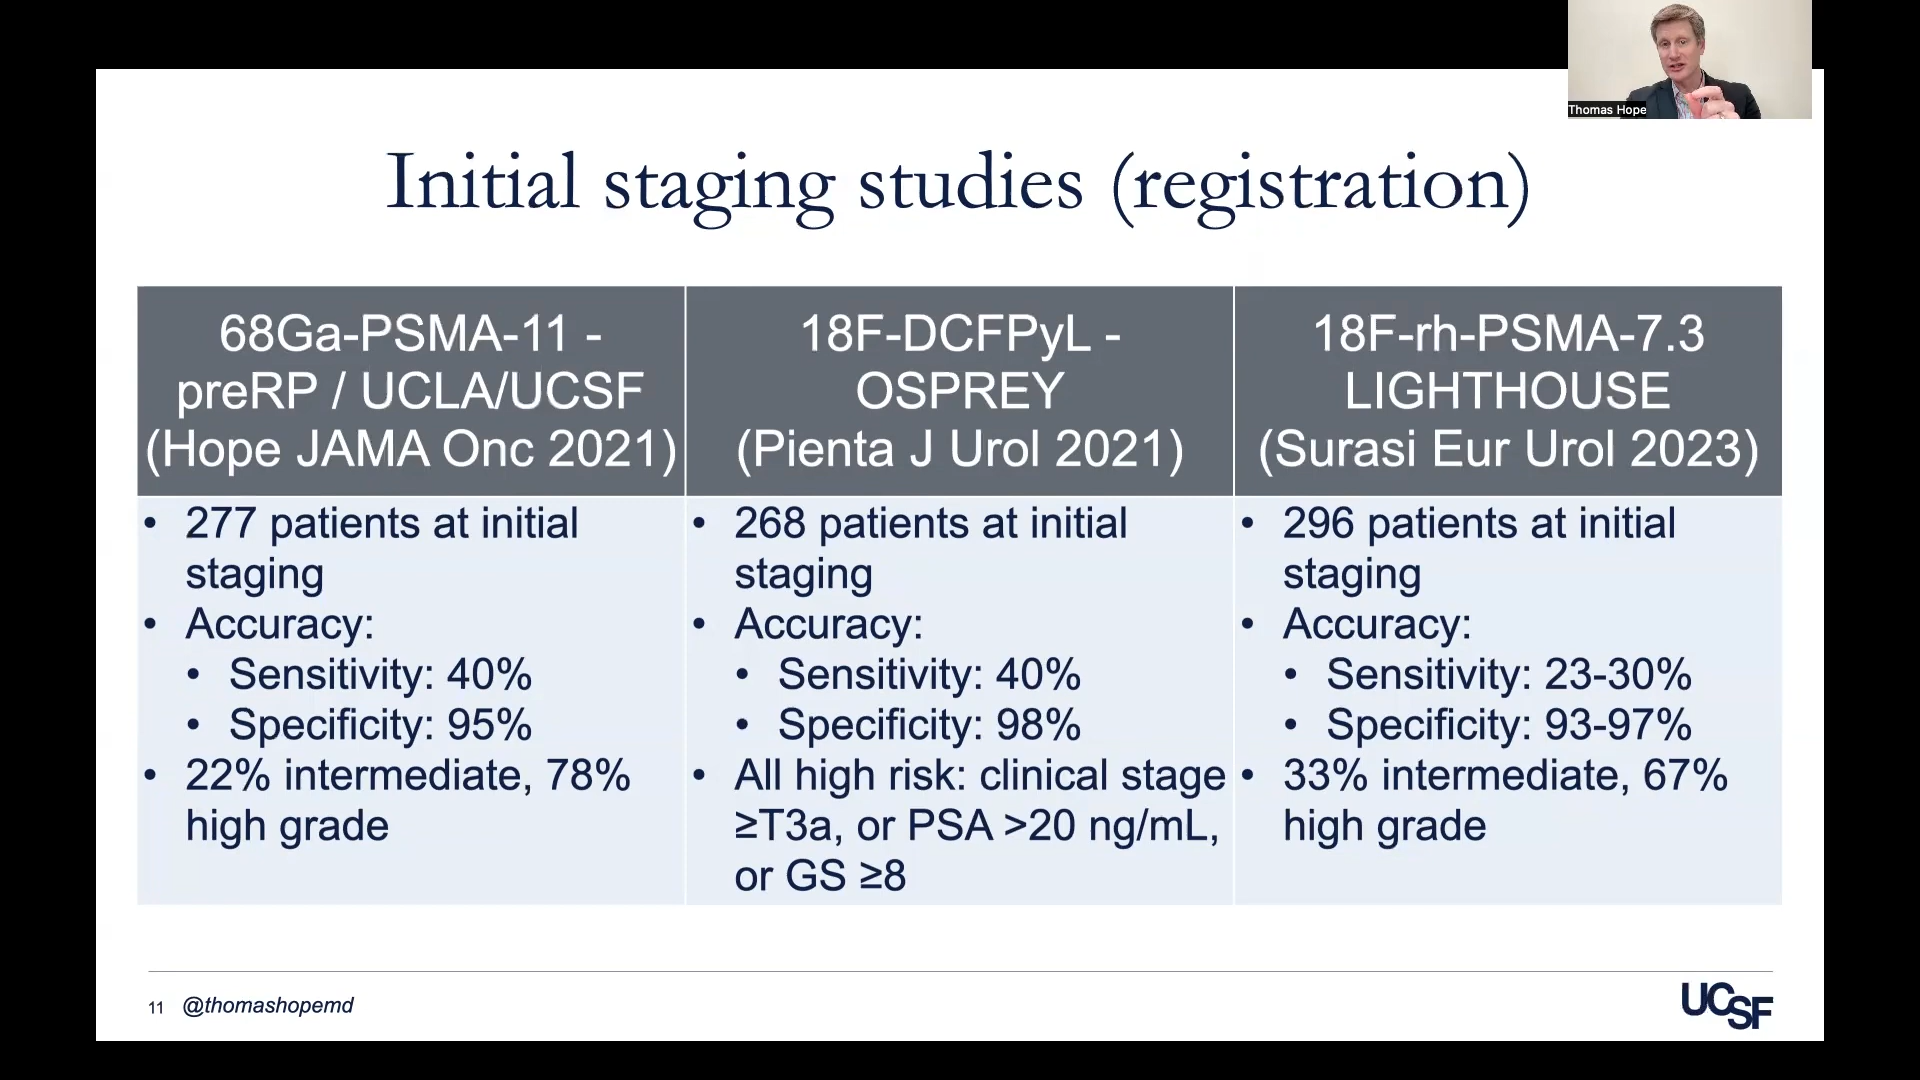 Thomas Hope
Initial staging studies (registration)
68Ga-PSMA-11 -
preRP / UCLA/UCSF
(Hope JAMA Onc 2021)
18F-DCFPyL -
OSPREY
(Pienta J Urol 2021)
18F-rh-PSMA-7.3
LIGHTHOUSE
(Surasi Eur Urol 2023)
• 277 patients at initial
staging
• Accuracy:
• Sensitivity: 40%
• Specificity: 95%
• 22% intermediate, 78%
high grade
• 268 patients at initial
staging
• Accuracy:
• Sensitivity: 40%
• Specificity: 98%
• All high risk: clinical stage
≥T3a, or PSA >20 ng/mL,
or GS ≥8
• 296 patients at initial
staging
• Accuracy:
• Sensitivity: 23-30%
• Specificity: 93-97%
• 33% intermediate, 67%
high grade
11 @thomashopemd
UCSF